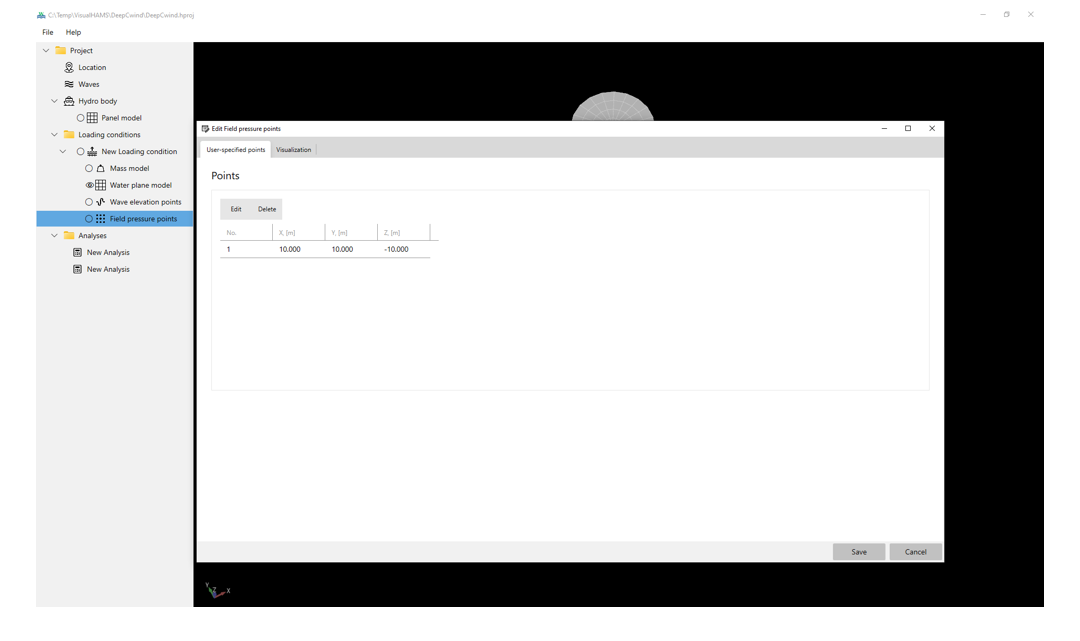 C:\Temp\VisualHAMS\DeepCwind\DeepCwind.hproj
File Help
Project
Location
Waves
Hydro body
Panel model
Loading conditions
New Loading condition
Mass model
Water plane model
Wave elevation points
Field pressure points
Analyses
New Analysis
New Analysis
Edit Field pressure points
User-specified points Visualization
Points
Edit Delete
No. X, [m] Y, [m] Z, [m]
1 10.000 10.000 -10.000
Save Cancel
Y Z X